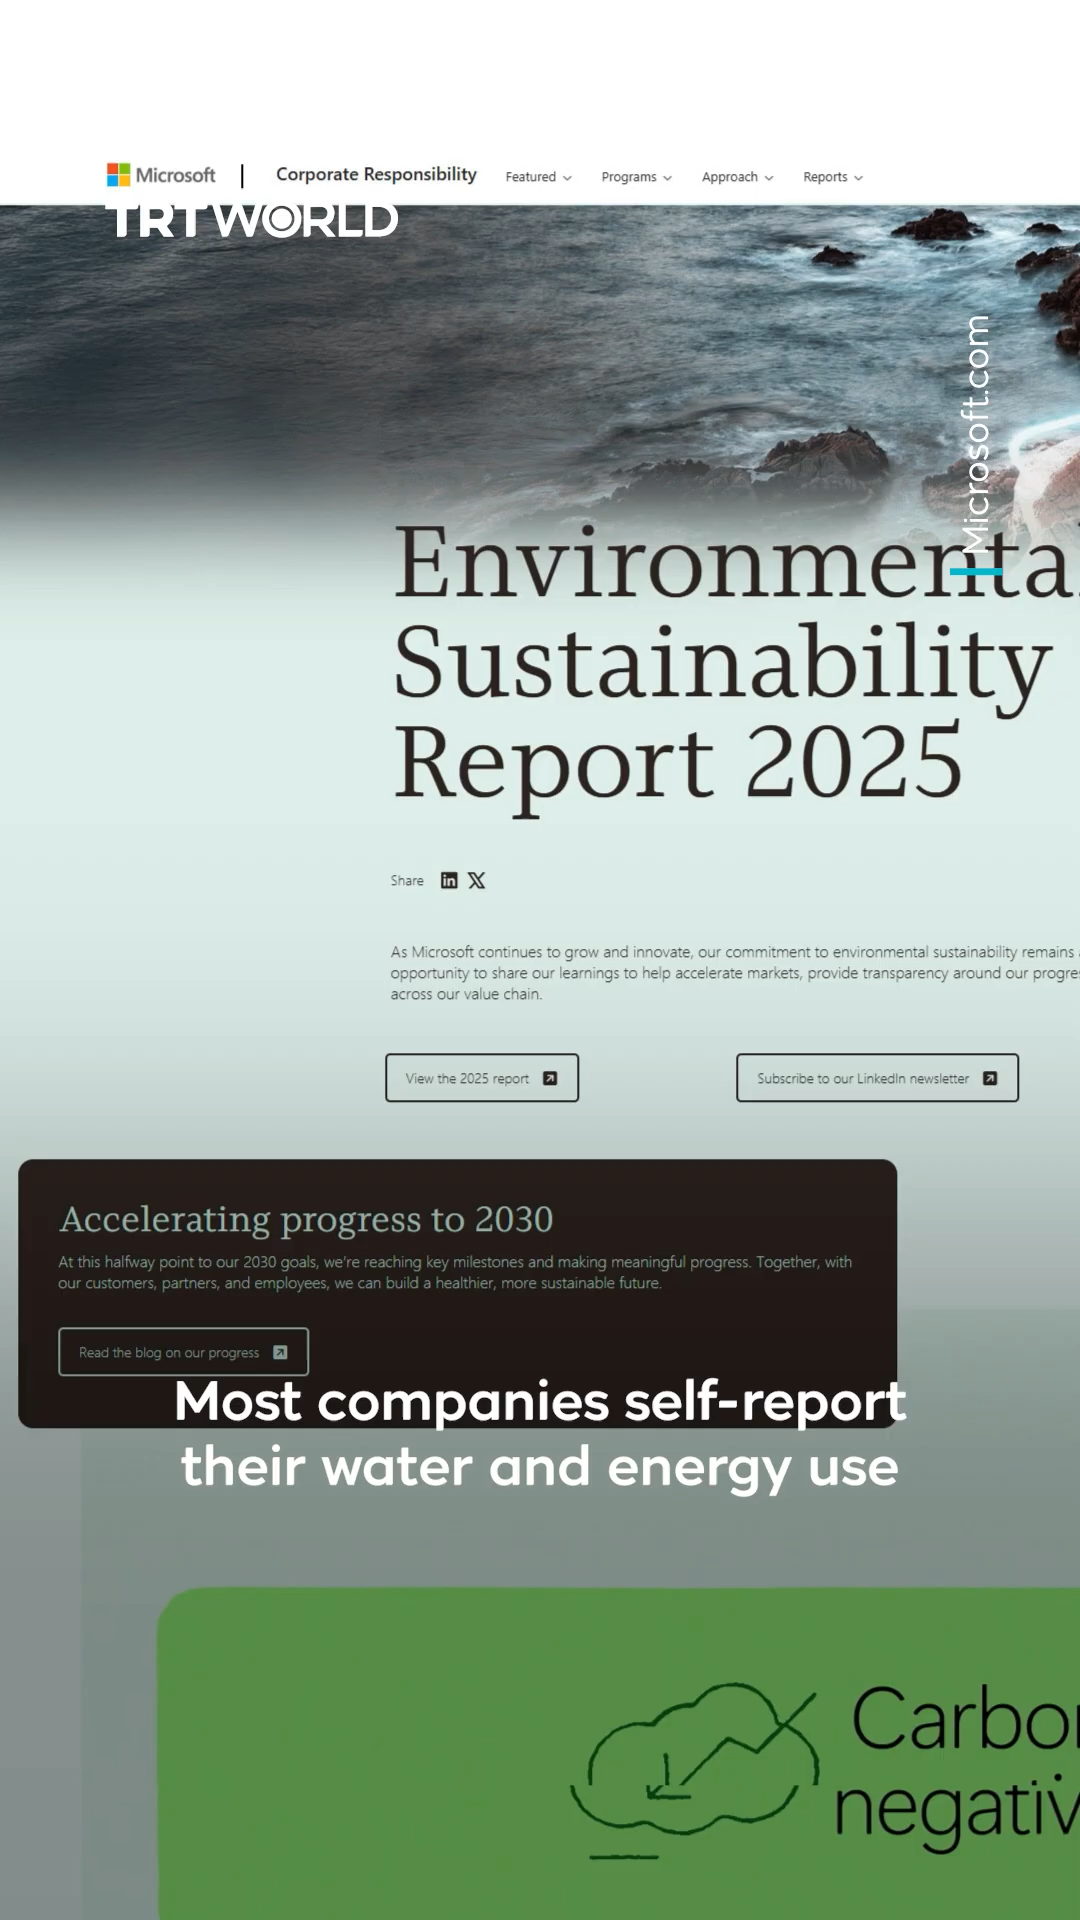 Microsoft
Corporate Responsibility
Featured
Programs
Approach
Reports
TRT WORLD
Microsoft.com
Environmental
Sustainability
Report 2025
Share
As Microsoft continues to grow and innovate, our commitment to environmental sustainability remains
opportunity to share our learnings to help accelerate markets, provide transparency around our
across our value chain.
View the 2025 report
Subscribe to our LinkedIn newsletter
Accelerating progress to 2030
At this halfway point to our 2030 goals, we're reaching key milestones and making meaningful progress. Together, with
our customers, partners, and employees, we can build a healthier, more sustainable future.
Read the blog on our progress
Most companies self-report
their water and energy use
Carbon
negativ